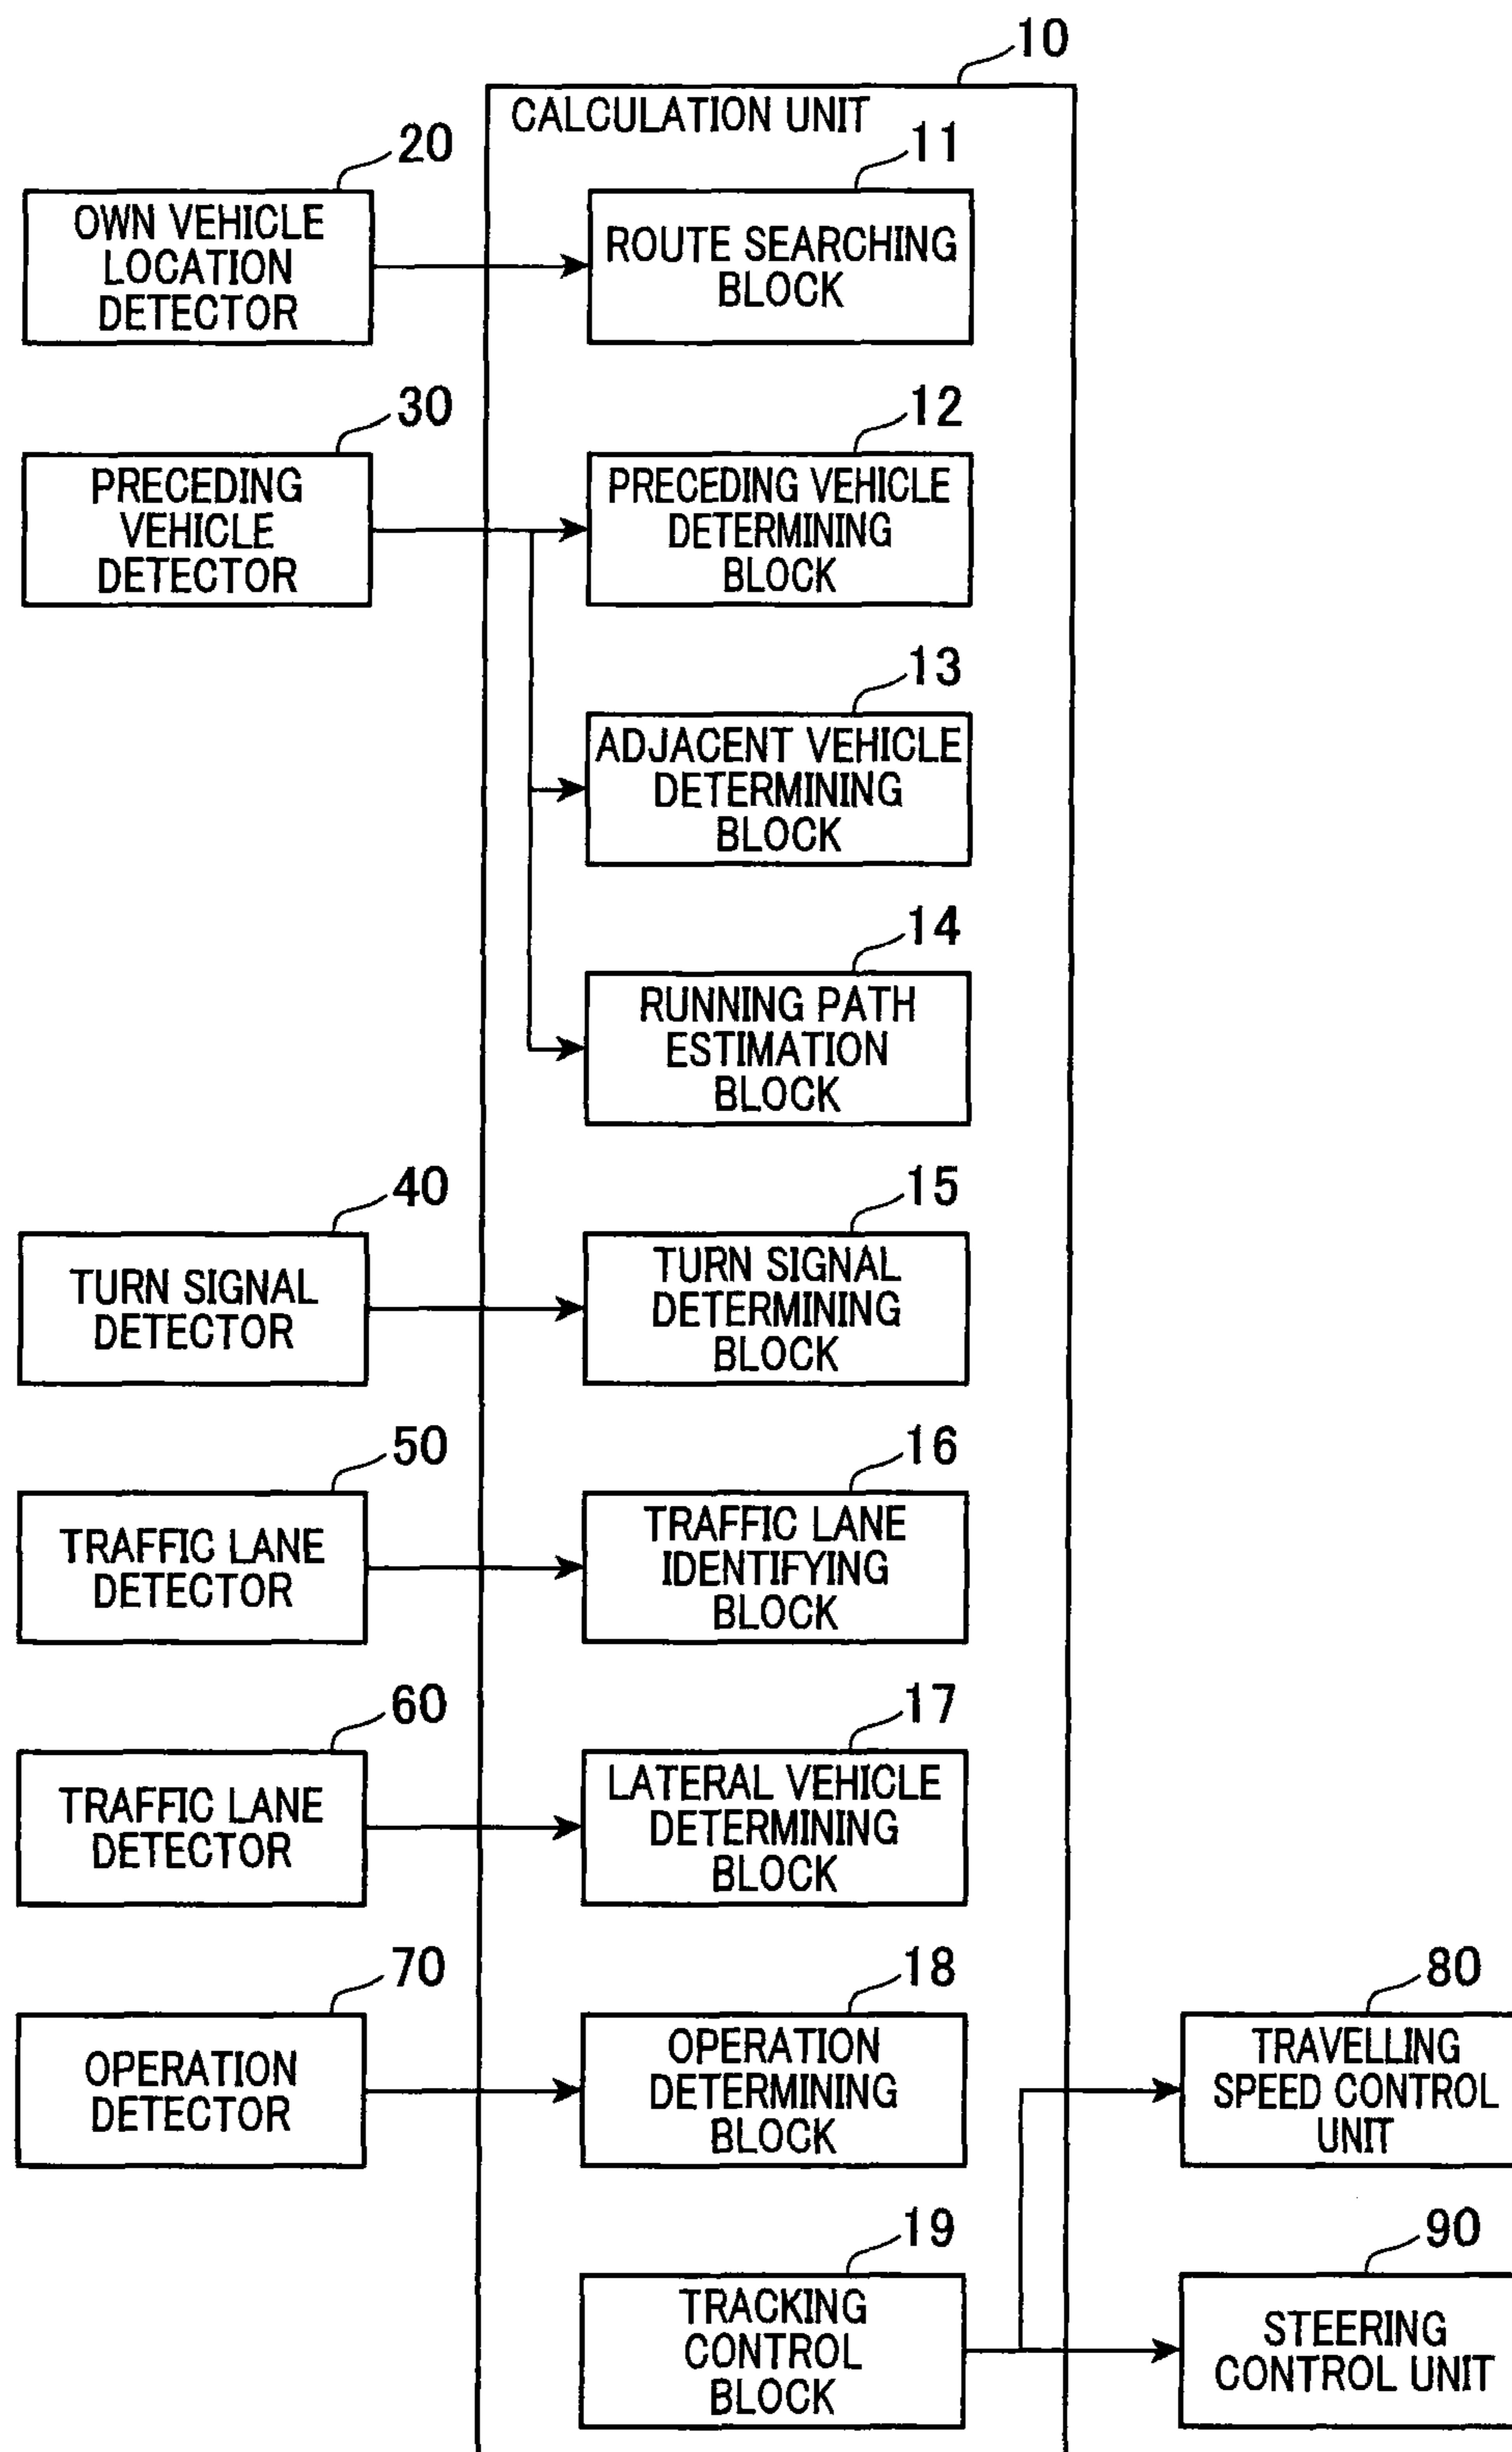 10
CALCULATION UNIT
20
OWN VEHICLE
LOCATION
DETECTOR
11
ROUTE SEARCHING
BLOCK
30
PRECEDING
VEHICLE
DETECTOR
12
PRECEDING VEHICLE
DETERMINING
BLOCK
13
ADJACENT VEHICLE
DETERMINING
BLOCK
14
RUNNING PATH
ESTIMATION
BLOCK
40
TURN SIGNAL
DETECTOR
15
TURN SIGNAL
DETERMINING
BLOCK
50
TRAFFIC LANE
DETECTOR
16
TRAFFIC LANE
IDENTIFYING
BLOCK
60
TRAFFIC LANE
DETECTOR
17
LATERAL VEHICLE
DETERMINING
BLOCK
70
OPERATION
DETECTOR
18
OPERATION
DETERMINING
BLOCK
80
TRAVELLING
SPEED CONTROL
UNIT
19
TRACKING
CONTROL
BLOCK
90
STEERING
CONTROL UNIT